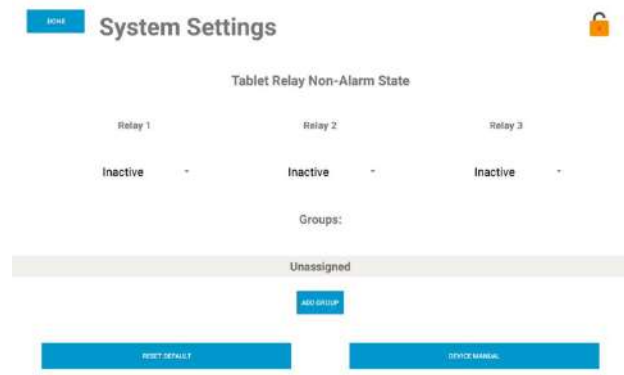 DONE
System Settings
Tablet Relay Non-Alarm State
Relay 1 Relay 2 Relay 3
Inactive Inactive Inactive
Groups:
Unassigned
ADD GROUP
RESET DEFAULT DEVICE MANUAL